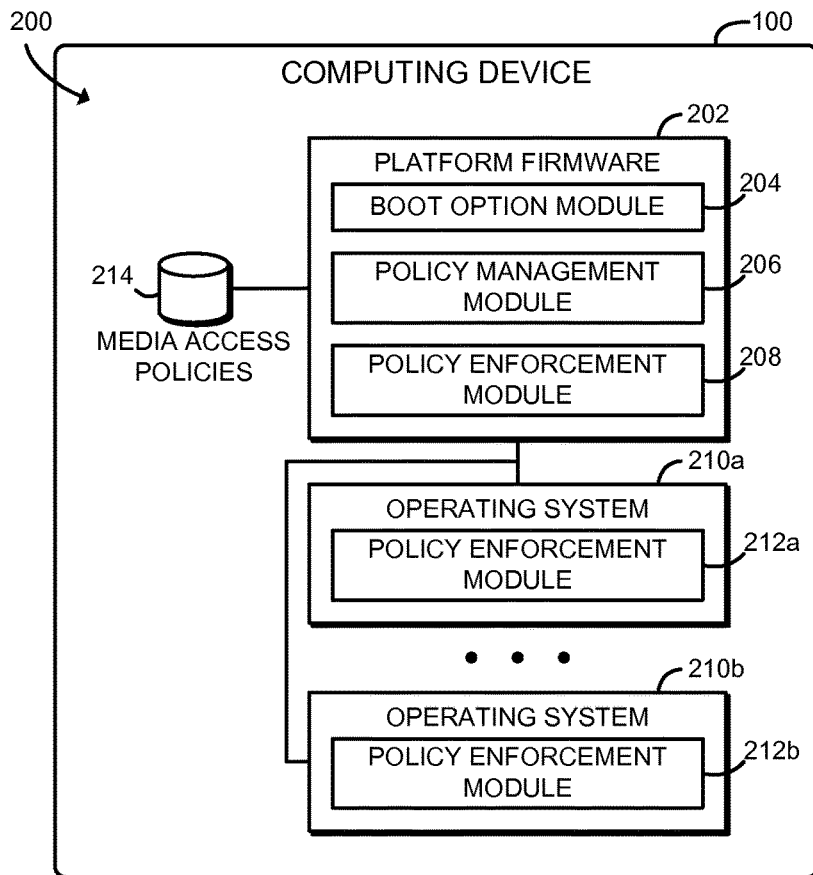 200
100
COMPUTING DEVICE
202
PLATFORM FIRMWARE
204
BOOT OPTION MODULE
206
POLICY MANAGEMENT
MODULE
214
MEDIA ACCESS
POLICIES
208
POLICY ENFORCEMENT
MODULE
210a
OPERATING SYSTEM
212a
POLICY ENFORCEMENT
MODULE
• • •
210b
OPERATING SYSTEM
212b
POLICY ENFORCEMENT
MODULE